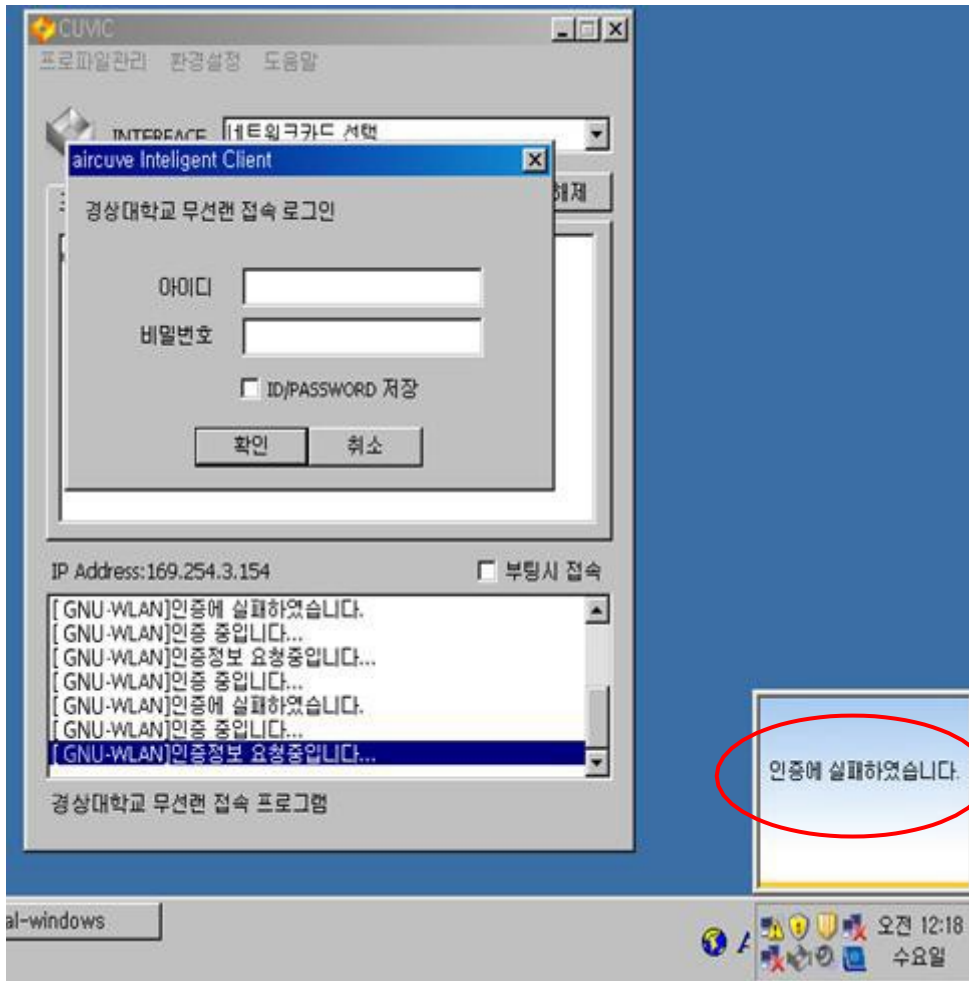 CUVIC
프로파일관리 환경설정 도움말
INTERFACE 네트워크카드 선택
aircuve Inteligent Client
해제
경상대학교 무선랜 접속 로그인
아이디
비밀번호
ID/PASSWORD 저장
확인 취소
IP Address:169.254.3.154 부팅시 접속
[ GNU-WLAN]인증에 실패하였습니다.
[ GNU-WLAN]인증 중입니다...
[ GNU-WLAN]인증정보 요청중입니다...
[ GNU-WLAN]인증 중입니다...
[ GNU-WLAN]인증에 실패하였습니다.
[ GNU-WLAN]인증 중입니다...
[ GNU-WLAN]인증정보 요청중입니다...
경상대학교 무선랜 접속 프로그램
인증에 실패하였습니다.
al-windows
오전 12:18
수요일